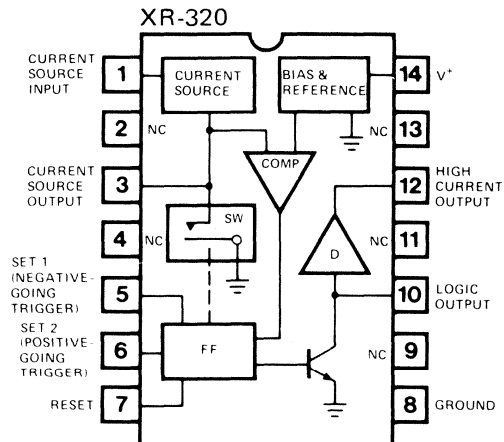 XR-320
CURRENT
SOURCE
INPUT
1
2
NC
CURRENT
SOURCE
OUTPUT
3
4
NC
SET 1
(NEGATIVE-
GOING
TRIGGER)
5
SET 2
(POSITIVE-
GOING
TRIGGER)
6
RESET
7
CURRENT
SOURCE
BIAS &
REFERENCE
COMP
SW
D
FF
14
V+
NC
13
12
HIGH
CURRENT
OUTPUT
NC
11
10
LOGIC
OUTPUT
NC
9
8
GROUND